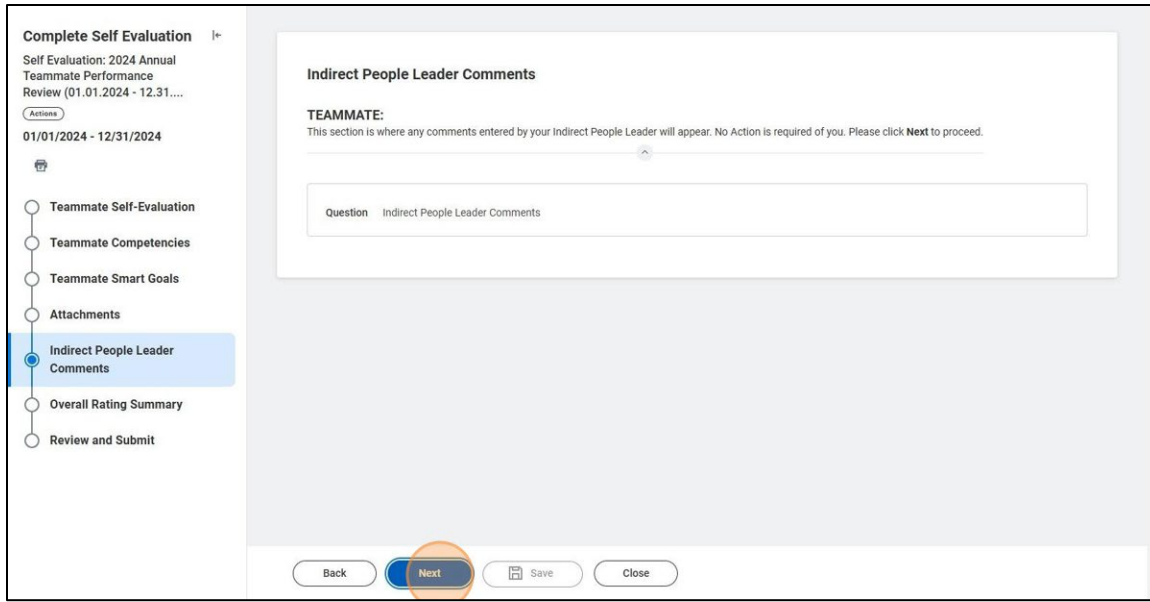 Complete Self Evaluation
Self Evaluation: 2024 Annual
Teammate Performance
Review (01.01.2024 - 12.31....
Actions
01/01/2024 - 12/31/2024
Teammate Self-Evaluation
Teammate Competencies
Teammate Smart Goals
Attachments
Indirect People Leader
Comments
Overall Rating Summary
Review and Submit
Indirect People Leader Comments
TEAMMATE:
This section is where any comments entered by your Indirect People Leader will appear. No Action is required of you. Please click Next to proceed.
Question Indirect People Leader Comments
Back Next Save Close